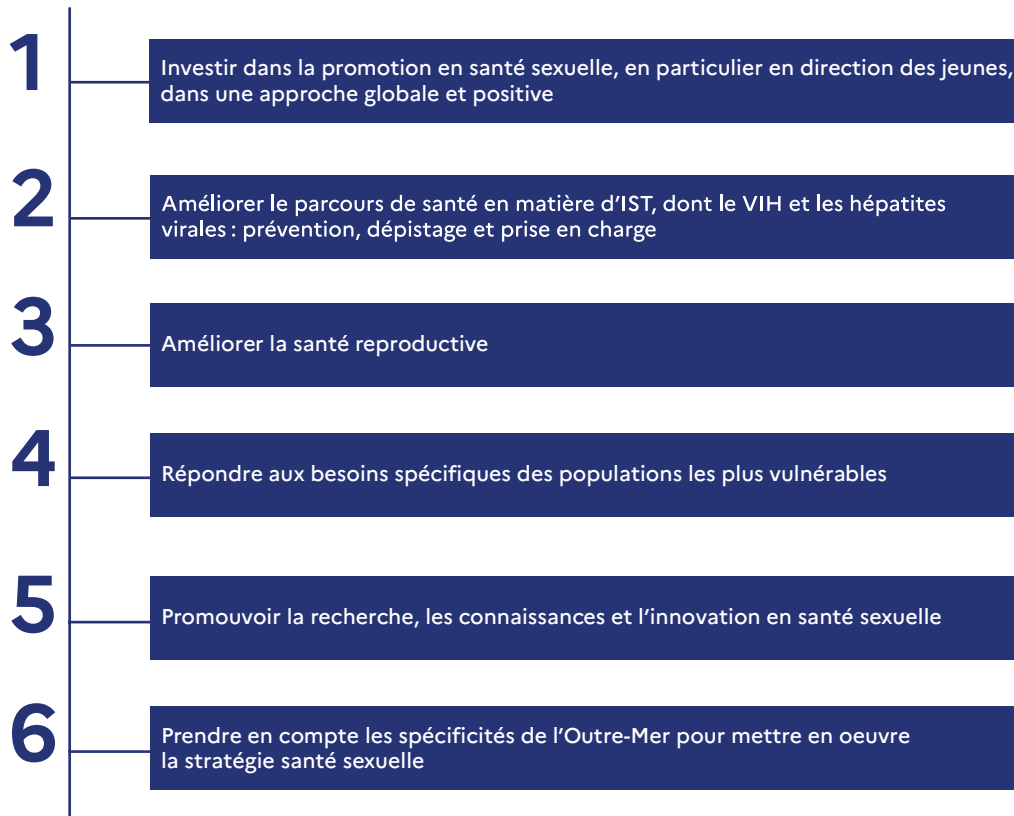 1
Investir dans la promotion en santé sexuelle, en particulier en direction des jeunes,
dans une approche globale et positive
2
Améliorer le parcours de santé en matière d'IST, dont le VIH et les hépatites
virales : prévention, dépistage et prise en charge
3
Améliorer la santé reproductive
4
Répondre aux besoins spécifiques des populations les plus vulnérables
5
Promouvoir la recherche, les connaissances et l'innovation en santé sexuelle
6
Prendre en compte les spécificités de l'Outre-Mer pour mettre en oeuvre
la stratégie santé sexuelle